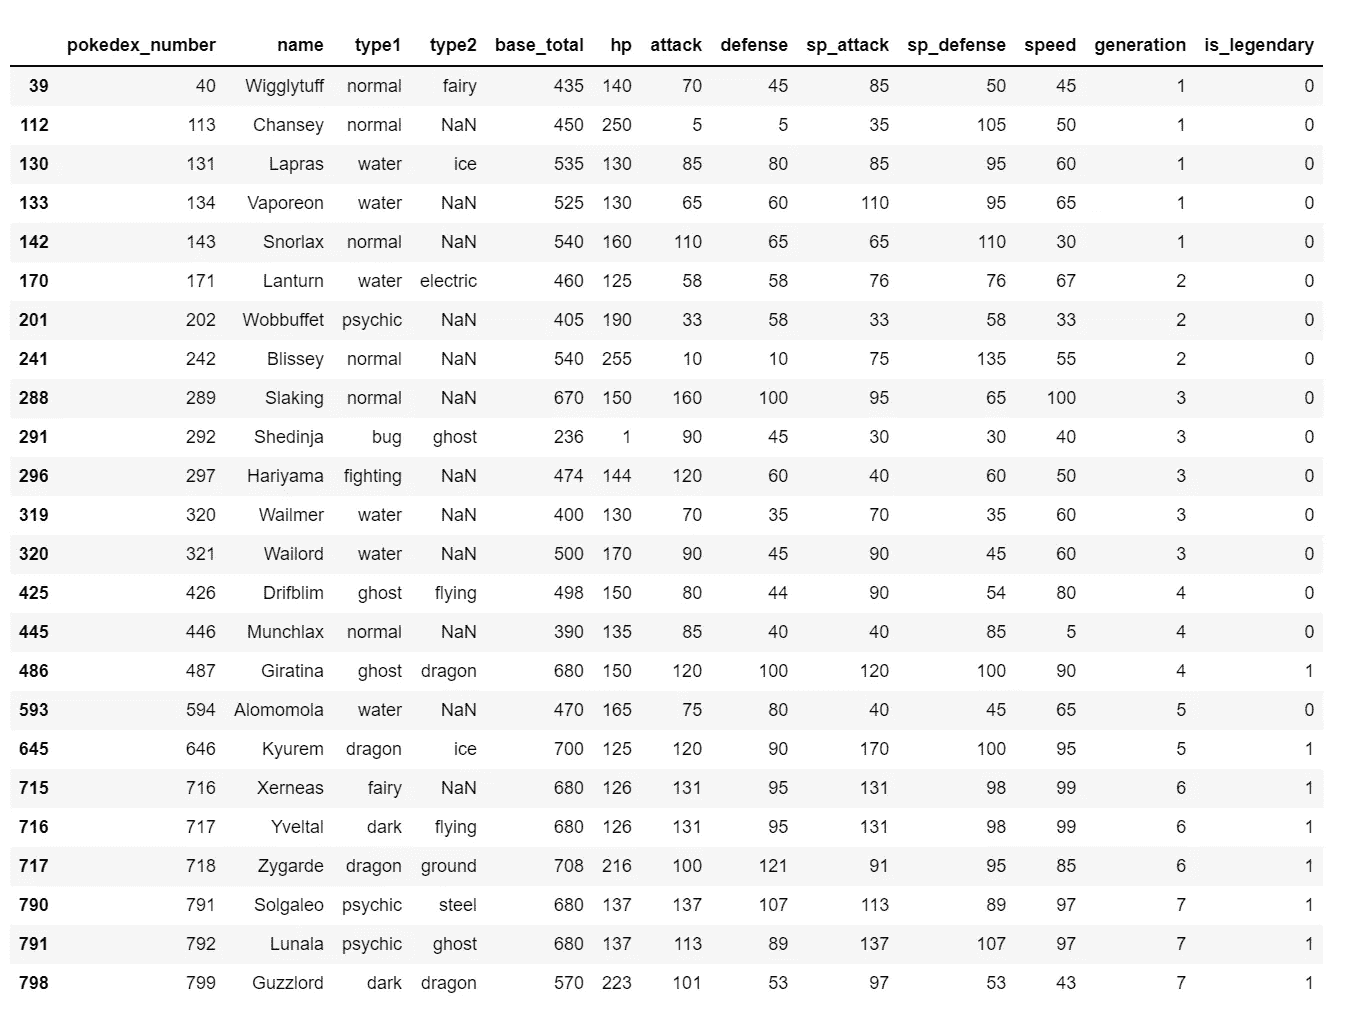 pokedex_number name type1 type2 base_total hp attack defense sp_attack sp_defense speed generation is_legendary
39 40 Wigglytuff normal fairy 435 140 70 45 85 50 45 1 0
112 113 Chansey normal NaN 450 250 5 5 35 105 50 1 0
130 131 Lapras water ice 535 130 85 80 85 95 60 1 0
133 134 Vaporeon water NaN 525 130 65 60 110 95 65 1 0
142 143 Snorlax normal NaN 540 160 110 65 65 110 30 1 0
170 171 Lanturn water electric 460 125 58 58 76 76 67 2 0
201 202 Wobbuffet psychic NaN 405 190 33 58 33 58 33 2 0
241 242 Blissey normal NaN 540 255 10 10 75 135 55 2 0
288 289 Slaking normal NaN 670 150 160 100 95 65 100 3 0
291 292 Shedinja bug ghost 236 1 90 45 30 30 40 3 0
296 297 Hariyama fighting NaN 474 144 120 60 40 60 50 3 0
319 320 Wailmer water NaN 400 130 70 35 70 35 60 3 0
320 321 Wailord water NaN 500 170 90 45 90 45 60 3 0
425 426 Drifblim ghost flying 498 150 80 44 90 54 80 4 0
445 446 Munchlax normal NaN 390 135 85 40 40 85 5 4 0
486 487 Giratina ghost dragon 680 150 120 100 120 100 90 4 1
593 594 Alomomola water NaN 470 165 75 80 40 45 65 5 0
645 646 Kyurem dragon ice 700 125 120 90 170 100 95 5 1
715 716 Xerneas fairy NaN 680 126 131 95 131 98 99 6 1
716 717 Yveltal dark flying 680 126 131 95 131 98 99 6 1
717 718 Zygarde dragon ground 708 216 100 121 91 95 85 6 1
790 791 Solgaleo psychic steel 680 137 137 107 113 89 97 7 1
791 792 Lunala psychic ghost 680 137 113 89 137 107 97 7 1
798 799 Guzzlord dark dragon 570 223 101 53 97 53 43 7 1